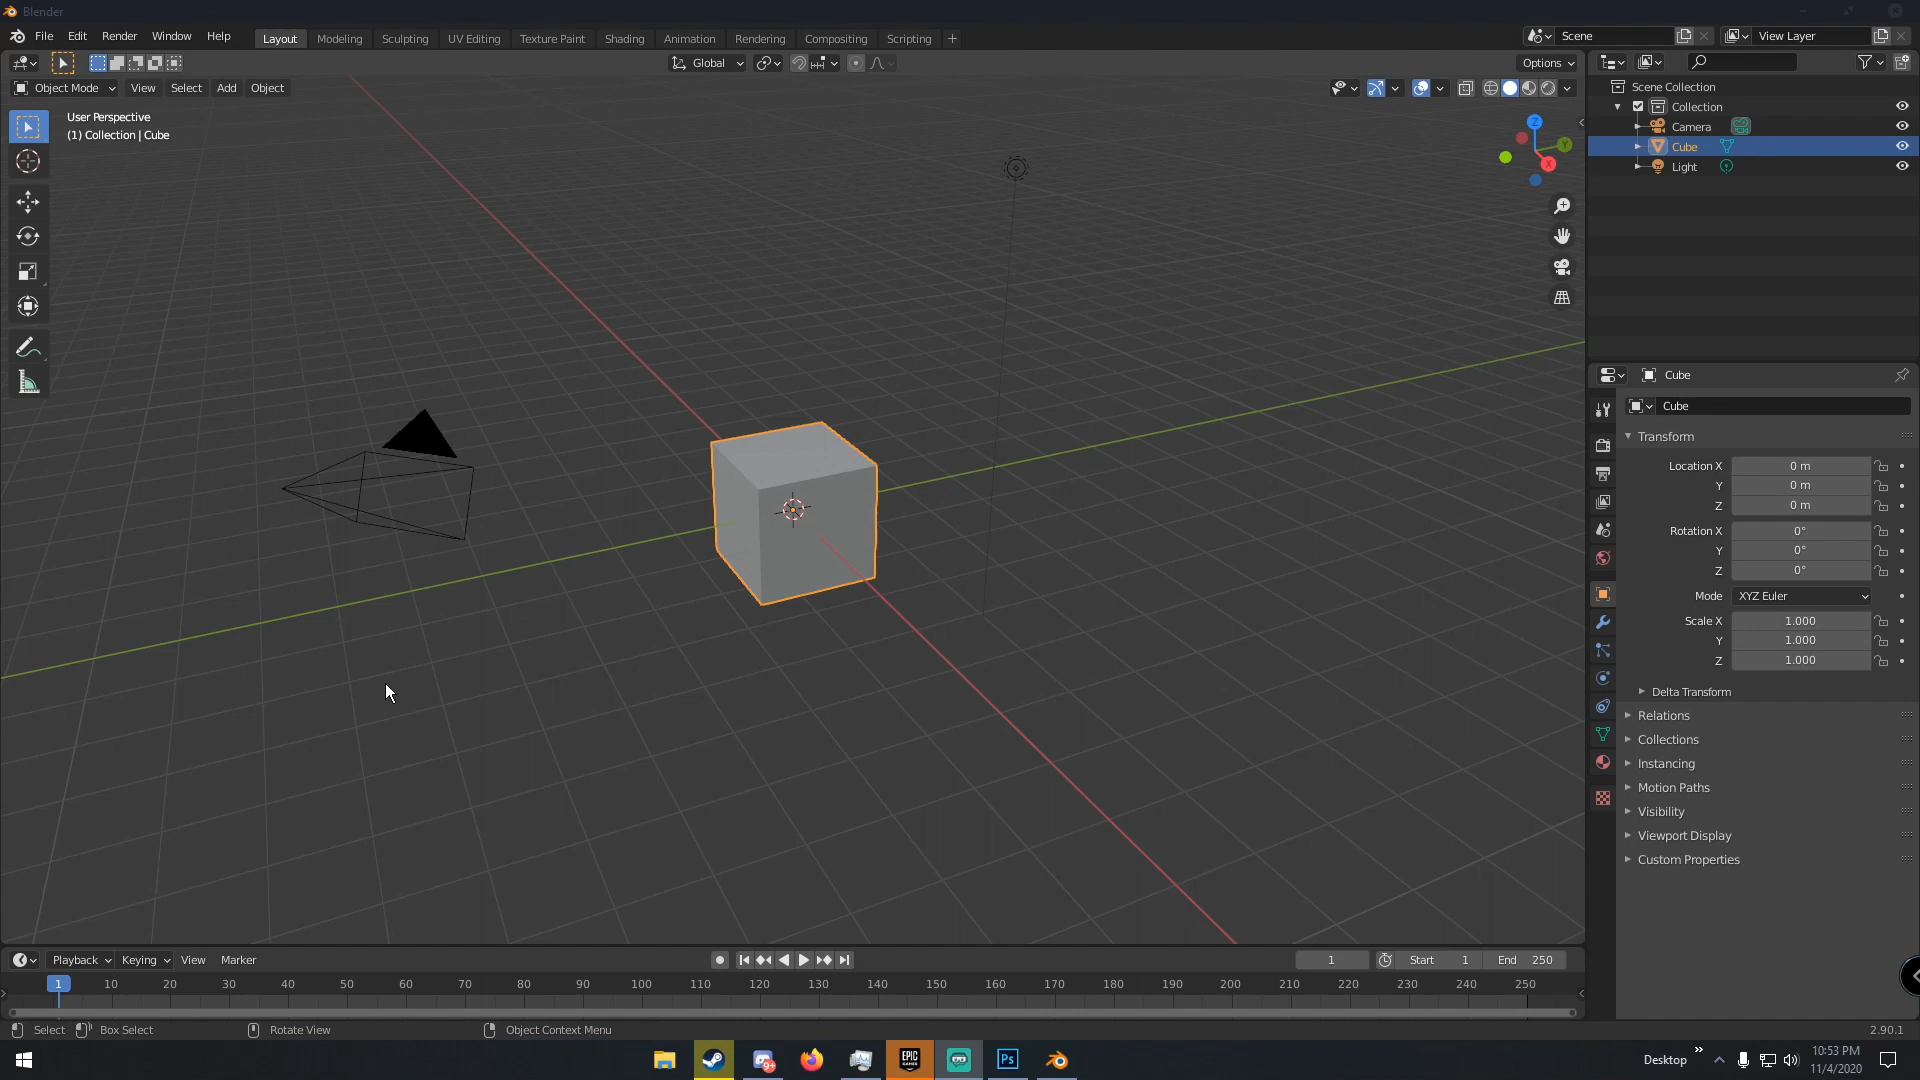 Blender
File Edit Render Window Help
Layout Modeling Sculpting UV Editing Texture Paint Shading Animation Rendering Compositing Scripting +
Scene
View Layer
Global
Options
Object Mode View Select Add Object
User Perspective
(1) Collection | Cube
Z
Y
X
Scene Collection
Collection
Camera
Cube
Light
Cube
Cube
Transform
Location X 0 m
Y 0 m
Z 0 m
Rotation X 0°
Y 0°
Z 0°
Mode XYZ Euler
Scale X 1.000
Y 1.000
Z 1.000
Delta Transform
Relations
Collections
Instancing
Motion Paths
Visibility
Viewport Display
Custom Properties
Playback Keying View Marker
1 Start 1 End 250
1 10 20 30 40 50 60 70 80 90 100 110 120 130 140 150 160 170 180 190 200 210 220 230 240 250
Select Box Select Rotate View Object Context Menu 2.90.1
9+
EPIC GAMES
Ps
Desktop
10:53 PM
11/4/2020